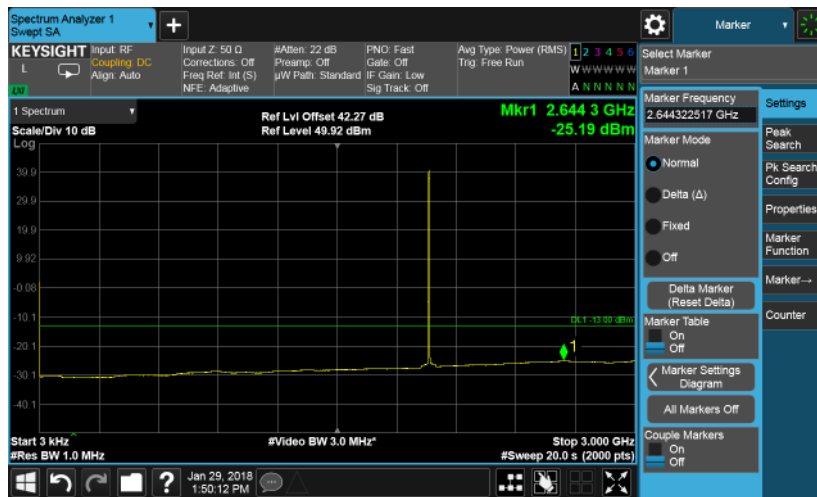 Spectrum Analyzer 1
Swept SA
+
Marker
KEYSIGHT
L
LXI
Input: RF
Coupling: DC
Align: Auto
Input Z: 50 Ω
Corrections: Off
Freq Ref: Int (S)
NFE: Adaptive
#Atten: 22 dB
Preamp: Off
µW Path: Standard
PNO: Fast
Gate: Off
IF Gain: Low
Sig Track: Off
Avg Type: Power (RMS)
Trig: Free Run
1 2 3 4 5 6
W W W W W W
A N N N N N
Select Marker
Marker 1
1 Spectrum
Scale/Div 10 dB
Log
Ref Lvl Offset 42.27 dB
Ref Level 49.92 dBm
Mkr1 2.644 3 GHz
-25.19 dBm
39.9
29.9
19.9
9.92
-0.08
-10.1
-20.1
-30.1
-40.1
DL1 -13.00 dBm
1
Start 3 kHz
#Res BW 1.0 MHz
#Video BW 3.0 MHz*
Stop 3.000 GHz
#Sweep 20.0 s (2000 pts)
Marker Frequency
2.644322517 GHz
Marker Mode
Normal
Delta (Δ)
Fixed
Off
Delta Marker
(Reset Delta)
Marker Table
On
Off
Marker Settings
Diagram
All Markers Off
Couple Markers
On
Off
Settings
Peak
Search
Pk Search
Config
Properties
Marker
Function
Marker→
Counter
?
Jan 29, 2018
1:50:12 PM